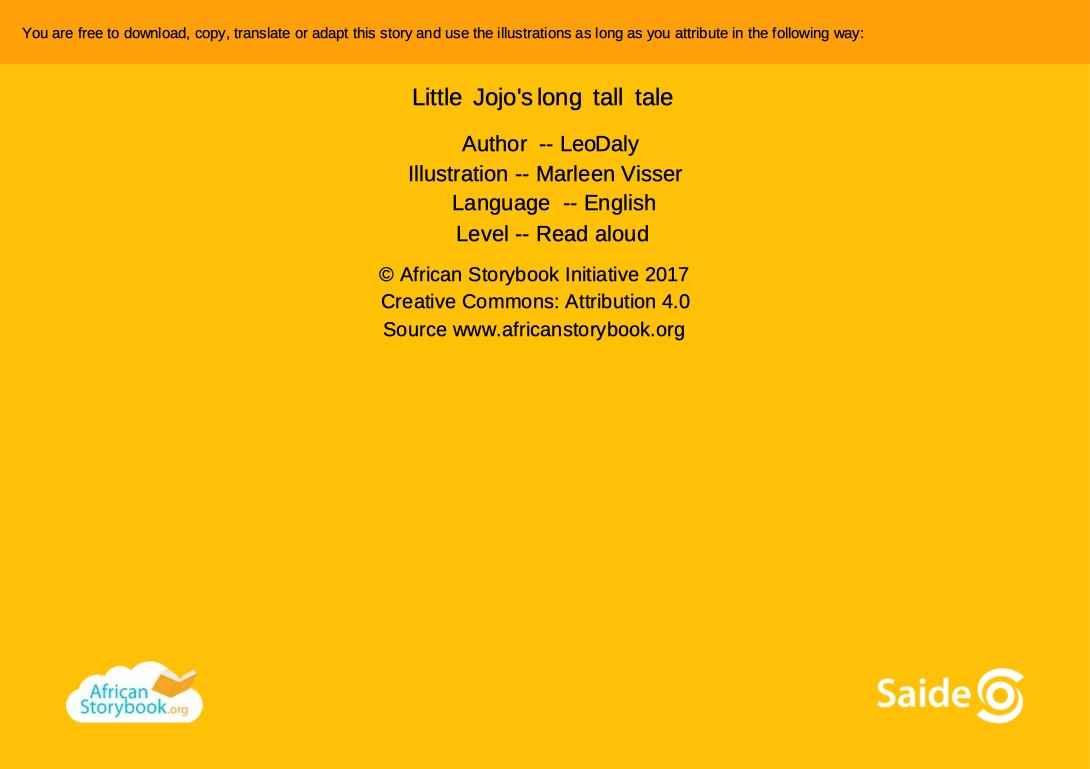 You are free to download, copy, translate or adapt this story and use the illustrations as long as you attribute in the following way:
Little Jojo's long tall tale
Author -- LeoDaly
Illustration -- Marleen Visser
Language -- English
Level -- Read aloud
© African Storybook Initiative 2017
Creative Commons: Attribution 4.0
Source www.africanstorybook.org
African
Storybook.org
Saide